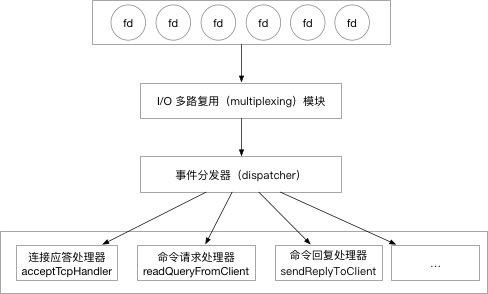 fd fd fd fd fd fd
I/O 多路复用（multiplexing）模块
事件分发器（dispatcher）
连接应答处理器 命令请求处理器 命令回复处理器 ...
acceptTcpHandler readQueryFromClient sendReplyToClient